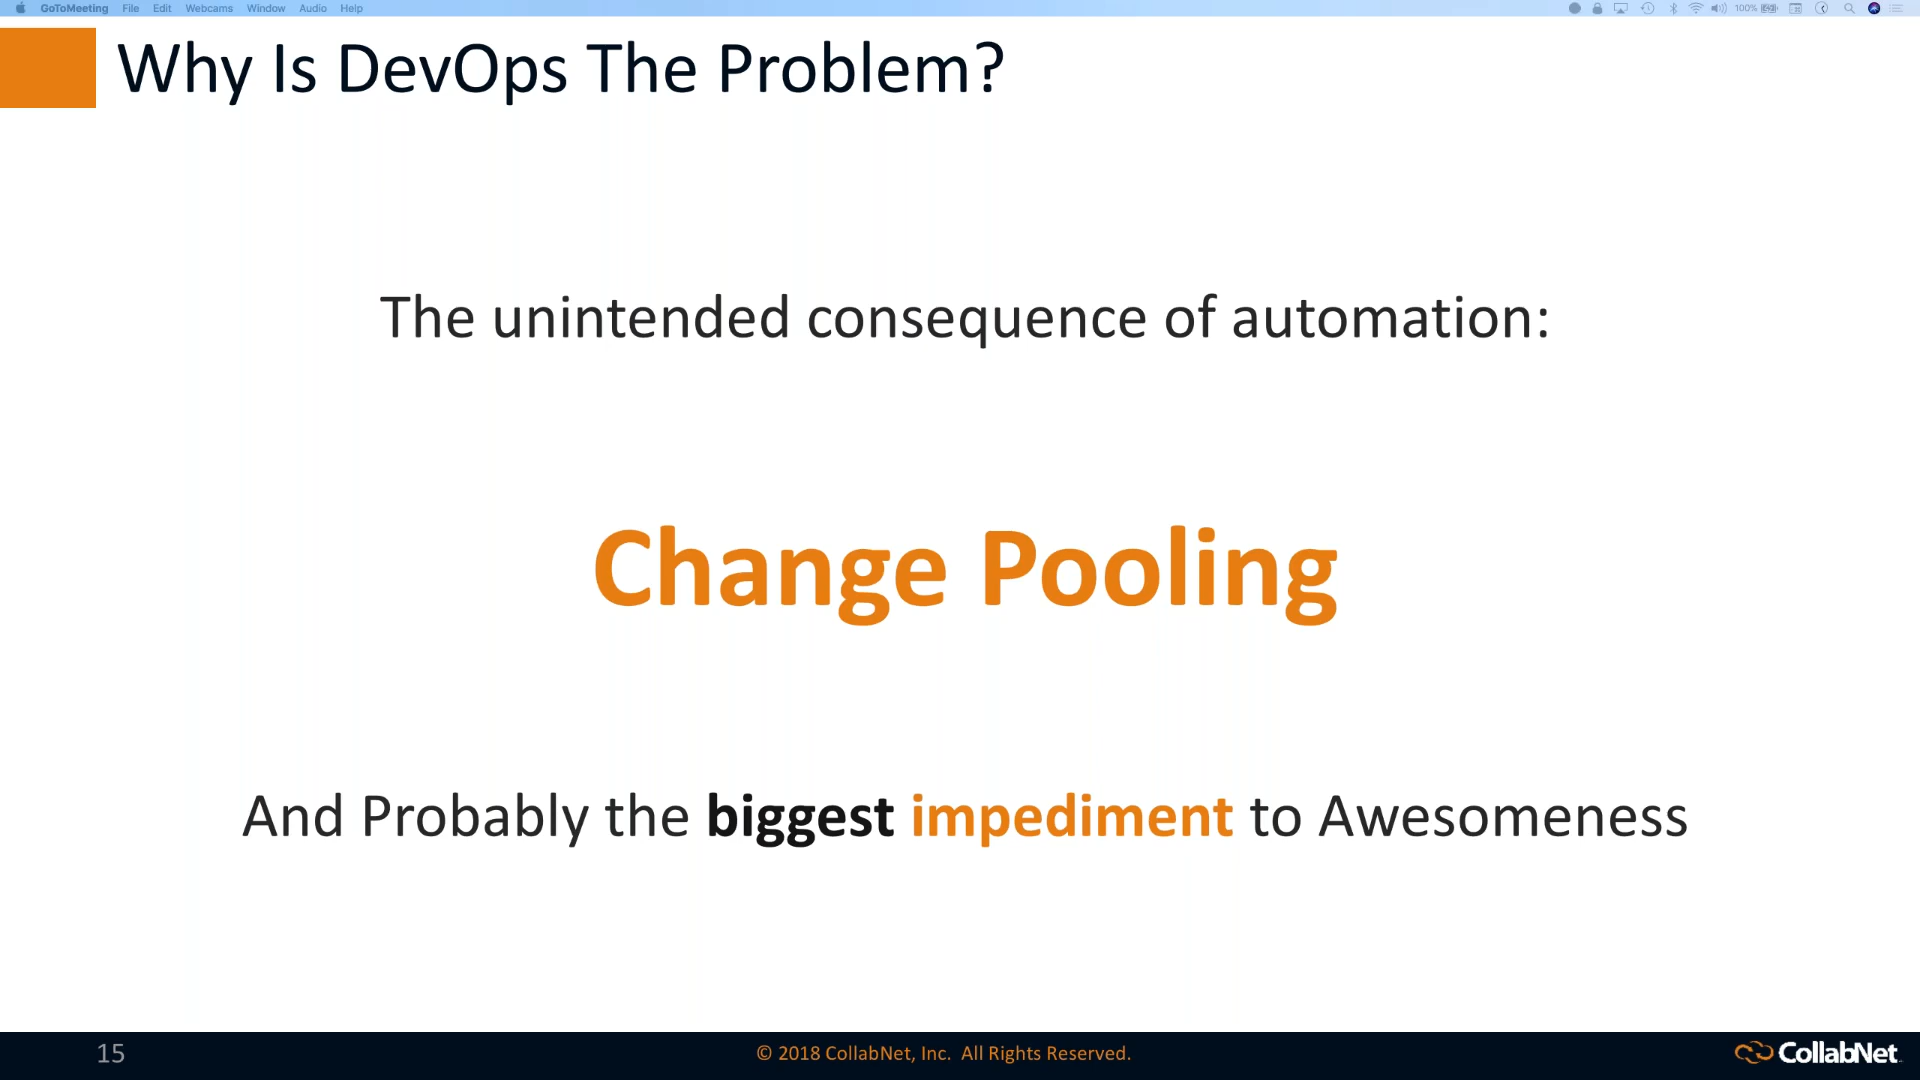 GoToMeeting File Edit Webcams Window Audio Help 100%
Why Is DevOps The Problem?
The unintended consequence of automation:
Change Pooling
And Probably the biggest impediment to Awesomeness
15 © 2018 CollabNet, Inc. All Rights Reserved. CollabNet